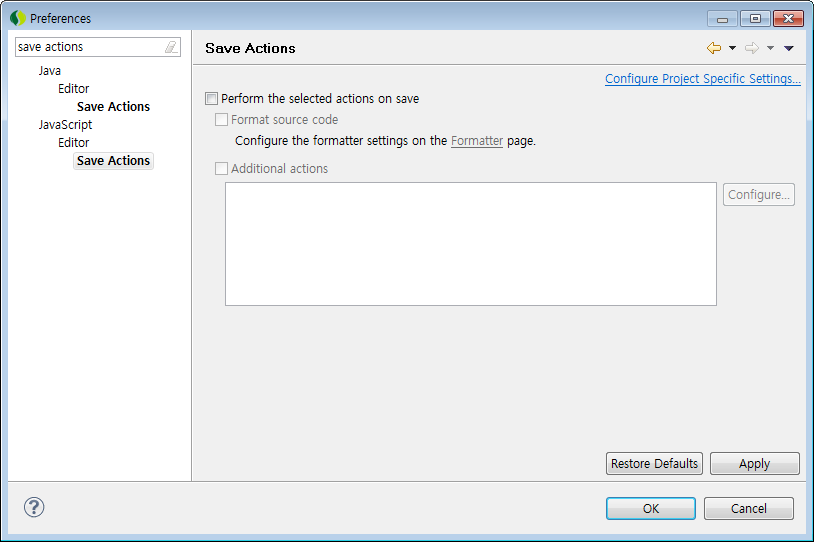 Preferences
save actions
Java
Editor
Save Actions
JavaScript
Editor
Save Actions
Save Actions
Configure Project Specific Settings...
Perform the selected actions on save
Format source code
Configure the formatter settings on the Formatter page.
Additional actions
Configure...
Restore Defaults
Apply
?
OK
Cancel